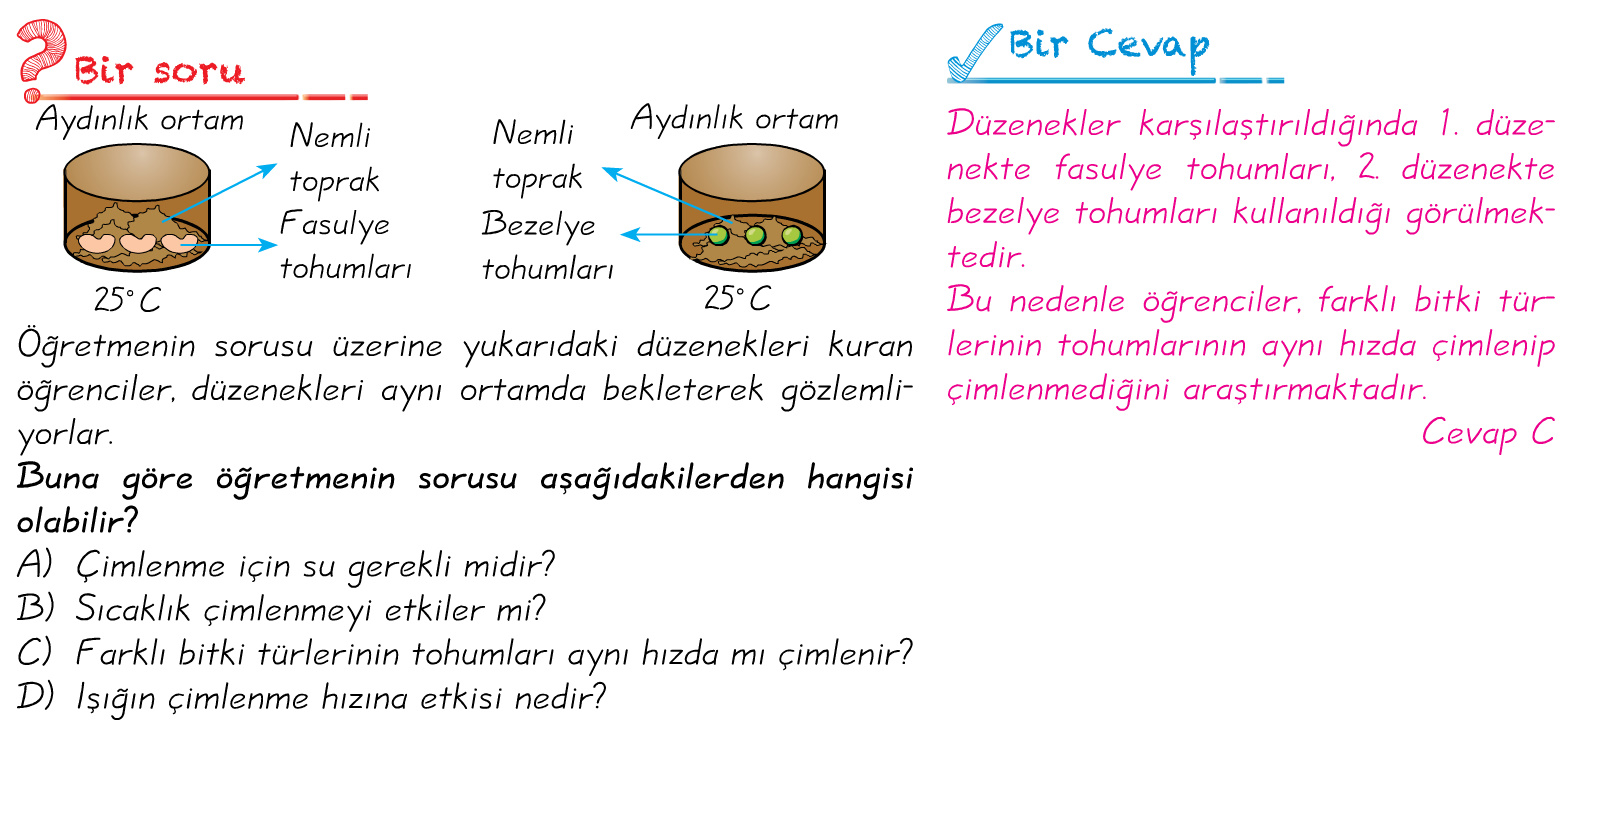 Bir soru
Aydınlık ortam
Nemli
toprak
Fasulye
tohumları
25°C
Aydınlık ortam
Nemli
toprak
Bezelye
tohumları
25°C
Öğretmenin sorusu üzerine yukarıdaki düzenekleri kuran
öğrenciler, düzenekleri aynı ortamda bekleterek gözlemli-
yorlar.
Buna göre öğretmenin sorusu aşağıdakilerden hangisi
olabilir?
A) Çimlenme için su gerekli midir?
B) Sıcaklık çimlenmeyi etkiler mi?
C) Farklı bitki türlerinin tohumları aynı hızda mı çimlenir?
D) Işığın çimlenme hızına etkisi nedir?
Bir Cevap
Düzenekler karşılaştırıldığında 1. düze-
nekte fasulye tohumları, 2. düzenekte
bezelye tohumları kullanıldığı görülmek-
tedir.
Bu nedenle öğrenciler, farklı bitki tür-
lerinin tohumlarının aynı hızda çimlenip
çimlenmediğini araştırmaktadır.
Cevap C